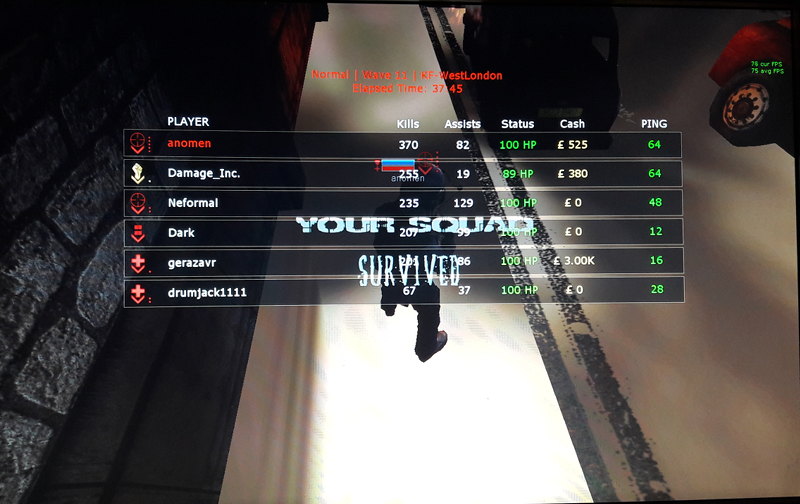 Normal | Wave 11 | KF-WestLondon
Elapsed Time: 37:45
78 cur FPS
75 avg FPS
PLAYER Kills Assists Status Cash PING
anomen 370 82 100 HP £ 525 64
Damage_Inc. 255 19 89 HP £ 380 64
anomen
Neformal 235 129 100 HP £ 0 48
YOUR SQUAD
Dark 207 100 HP £ 0 12
gerazavr 86 100 HP £ 3.00K 16
SURVIVED
drumjack1111 67 37 100 HP £ 0 28